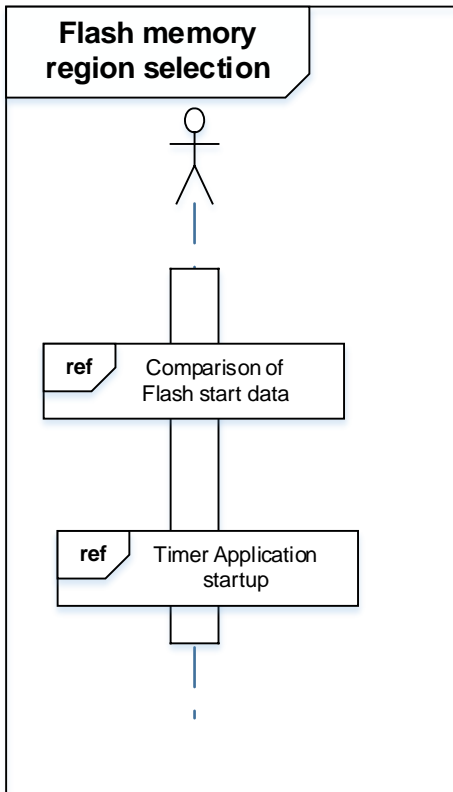 Flash memory
region selection
ref
Comparison of
Flash start data
ref
Timer Application
startup